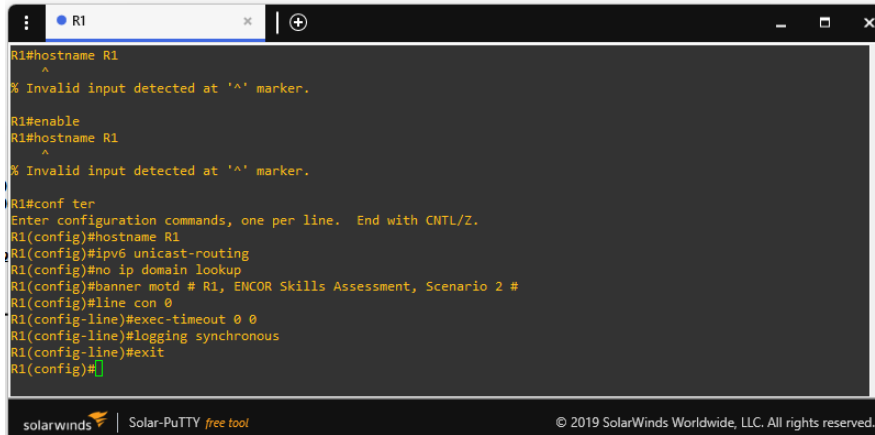 R1
R1#hostname R1
^
% Invalid input detected at '^' marker.
R1#enable
R1#hostname R1
^
% Invalid input detected at '^' marker.
R1#conf ter
Enter configuration commands, one per line.  End with CNTL/Z.
R1(config)#hostname R1
R1(config)#ipv6 unicast-routing
R1(config)#no ip domain lookup
R1(config)#banner motd # R1, ENCOR Skills Assessment, Scenario 2 #
R1(config)#line con 0
R1(config-line)#exec-timeout 0 0
R1(config-line)#logging synchronous
R1(config-line)#exit
R1(config)#
solarwinds Solar-PuTTY free tool © 2019 SolarWinds Worldwide, LLC. All rights reserved.